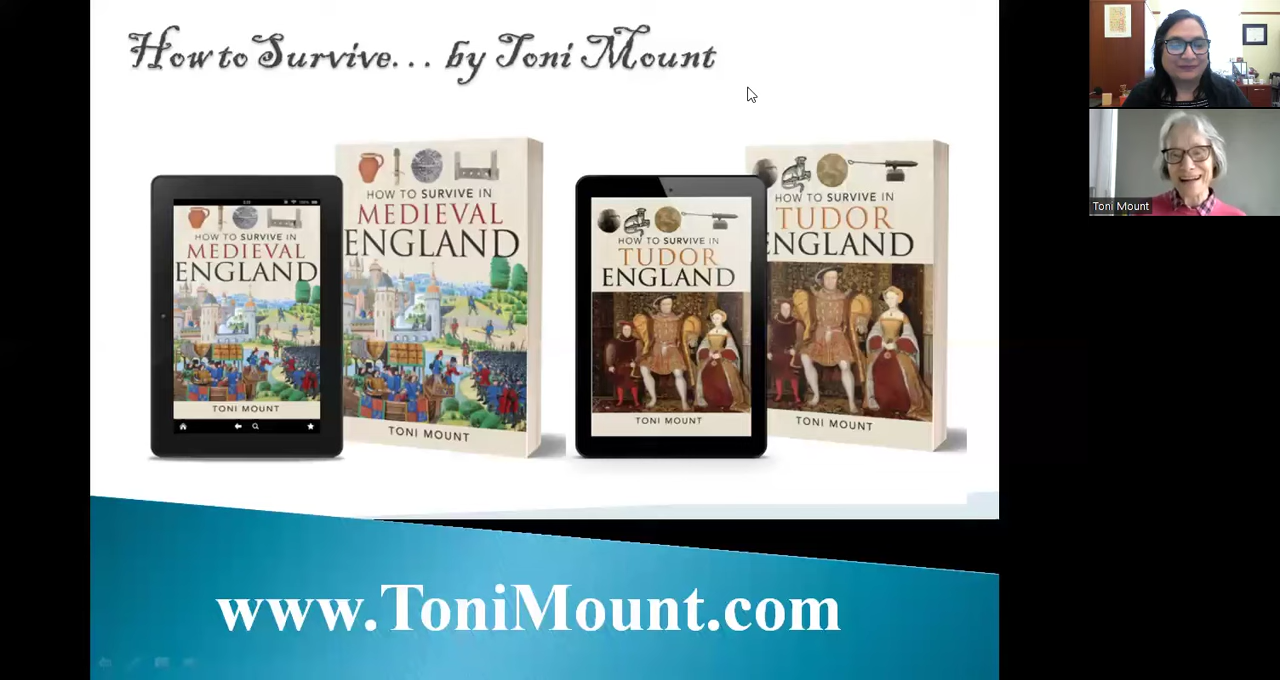 How to Survive... by Toni Mount
HOW TO SURVIVE IN
MEDIEVAL
ENGLAND
TONI MOUNT
HOW TO SURVIVE IN
MEDIEVAL
ENGLAND
TONI MOUNT
HOW TO SURVIVE IN
TUDOR
ENGLAND
TONI MOUNT
HOW TO SURVIVE IN
TUDOR
ENGLAND
TONI MOUNT
www.ToniMount.com
Toni Mount